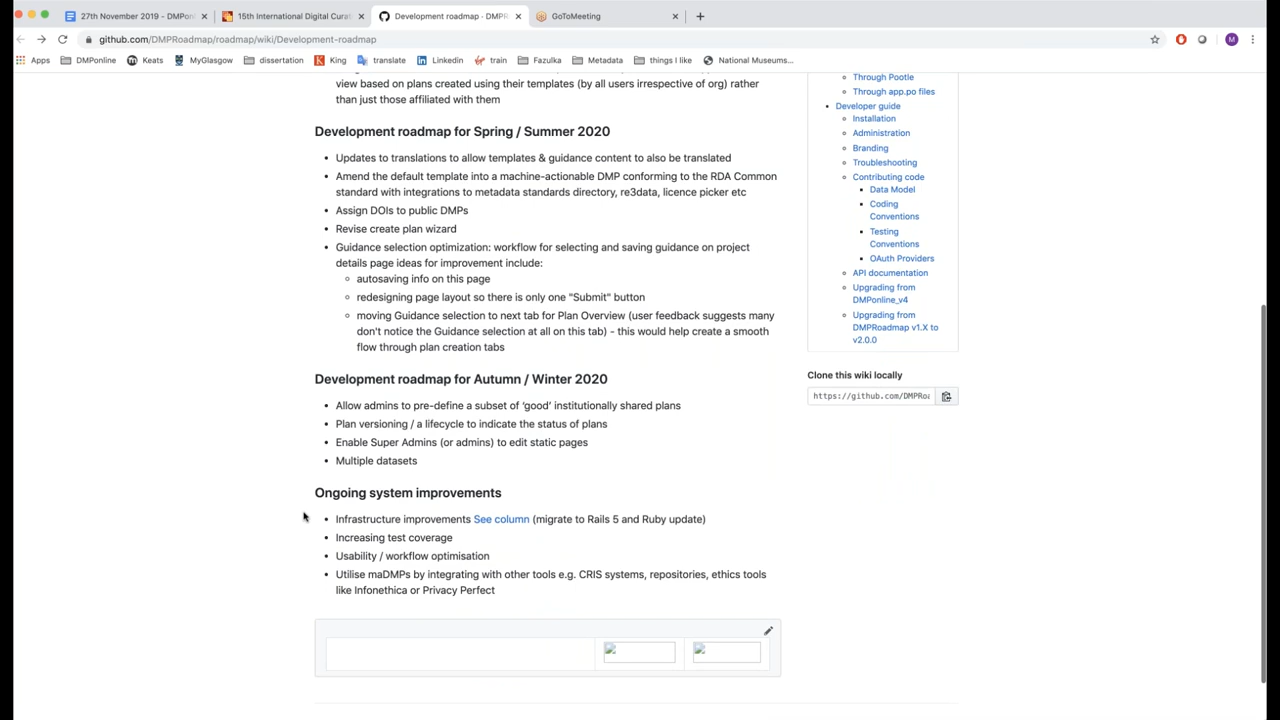 27th November 2019 - DMPon
15th International Digital Curat
Development roadmap · DMPR
GoToMeeting
github.com/DMPRoadmap/roadmap/wiki/Development-roadmap
M
Apps
DMPonline
Keats
MyGlasgow
dissertation
King
translate
Linkedin
train
Fazulka
Metadata
things I like
National Museums...
view based on plans created using their templates (by all users irrespective of org) rather
than just those affiliated with them
Development roadmap for Spring / Summer 2020
Updates to translations to allow templates & guidance content to also be translated
Amend the default template into a machine-actionable DMP conforming to the RDA Common
standard with integrations to metadata standards directory, re3data, licence picker etc
Assign DOIs to public DMPs
Revise create plan wizard
Guidance selection optimization: workflow for selecting and saving guidance on project
details page ideas for improvement include:
autosaving info on this page
redesigning page layout so there is only one "Submit" button
moving Guidance selection to next tab for Plan Overview (user feedback suggests many
don't notice the Guidance selection at all on this tab) - this would help create a smooth
flow through plan creation tabs
Development roadmap for Autumn / Winter 2020
Allow admins to pre-define a subset of ‘good’ institutionally shared plans
Plan versioning / a lifecycle to indicate the status of plans
Enable Super Admins (or admins) to edit static pages
Multiple datasets
Ongoing system improvements
Infrastructure improvements See column (migrate to Rails 5 and Ruby update)
Increasing test coverage
Usability / workflow optimisation
Utilise maDMPs by integrating with other tools e.g. CRIS systems, repositories, ethics tools
like Infonethica or Privacy Perfect
Through Pootle
Through app.po files
Developer guide
Installation
Administration
Branding
Troubleshooting
Contributing code
Data Model
Coding
Conventions
Testing
Conventions
OAuth Providers
API documentation
Upgrading from
DMPonline_v4
Upgrading from
DMPRoadmap v1.X to
v2.0.0
Clone this wiki locally
https://github.com/DMPRoa